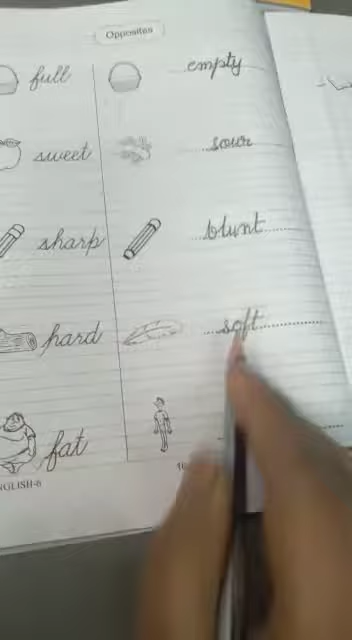 Opposites
full empty
sweet sour
sharp blunt
hard soft
fat